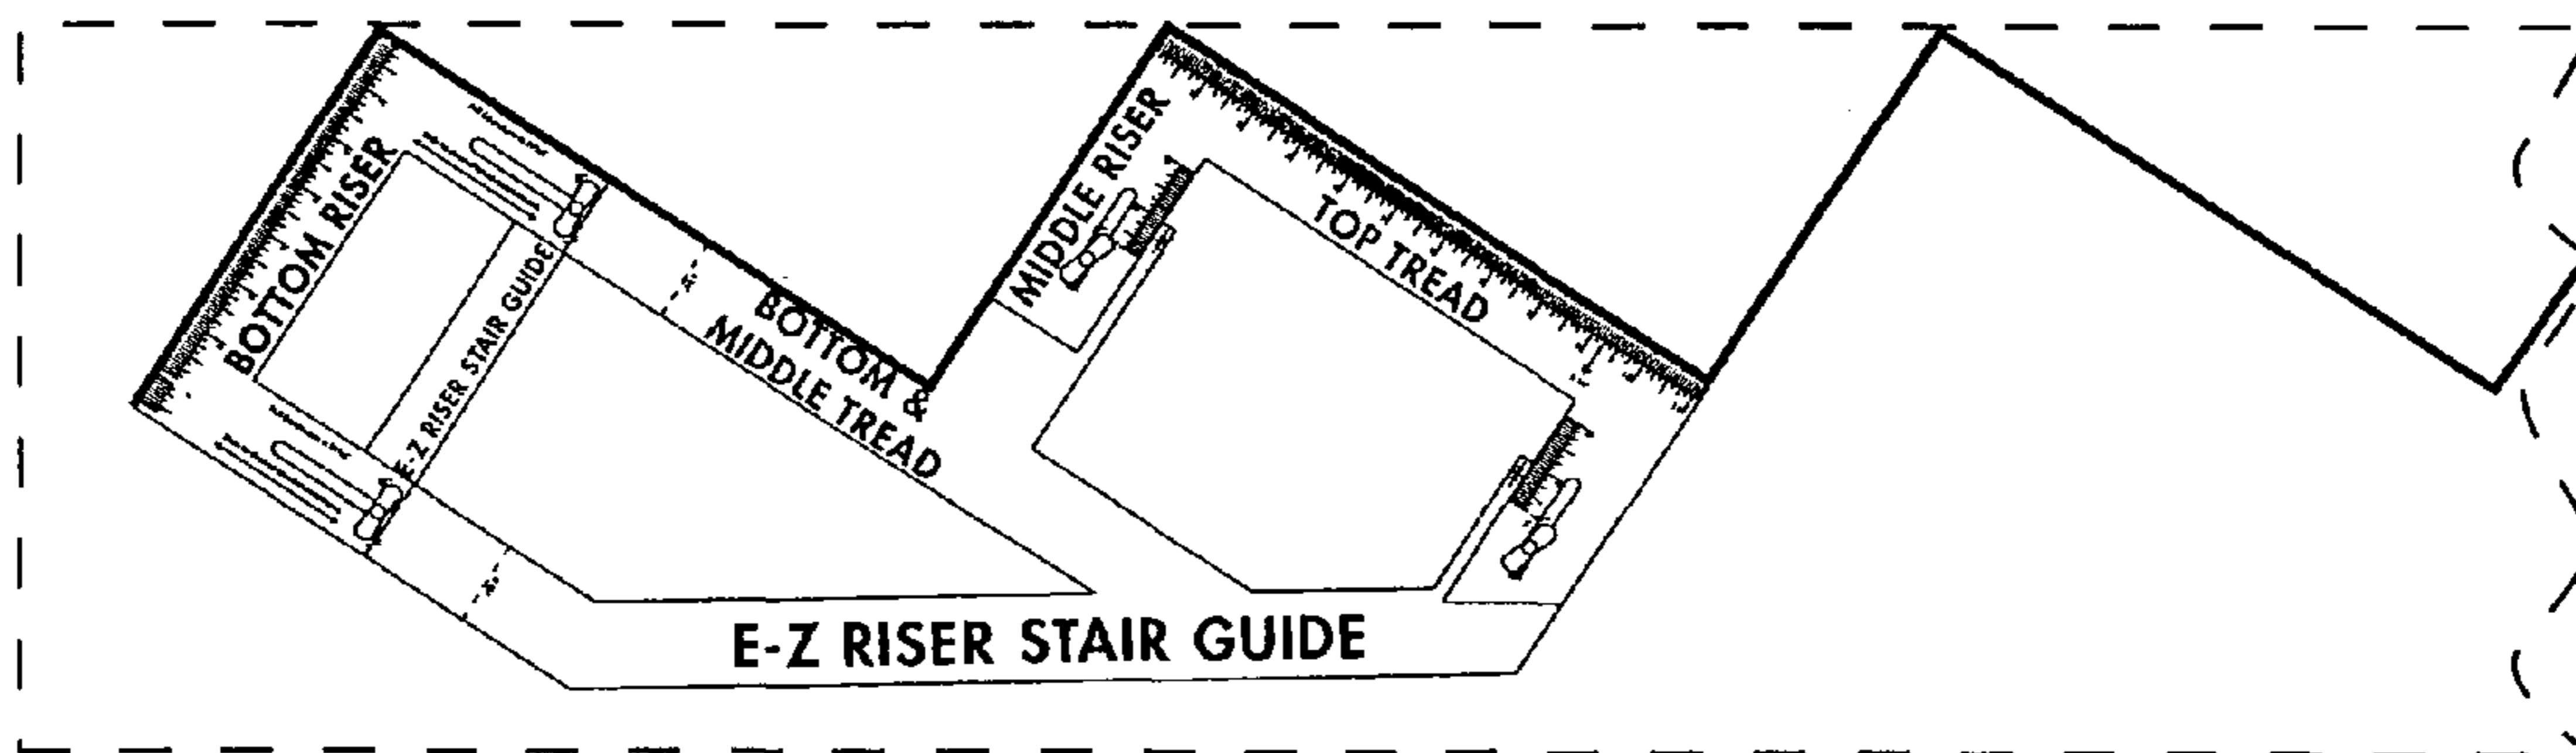 BOTTOM RISER
E-Z RISER STAIR GUIDE
BOTTOM &
MIDDLE TREAD
MIDDLE RISER
TOP TREAD
E-Z RISER STAIR GUIDE